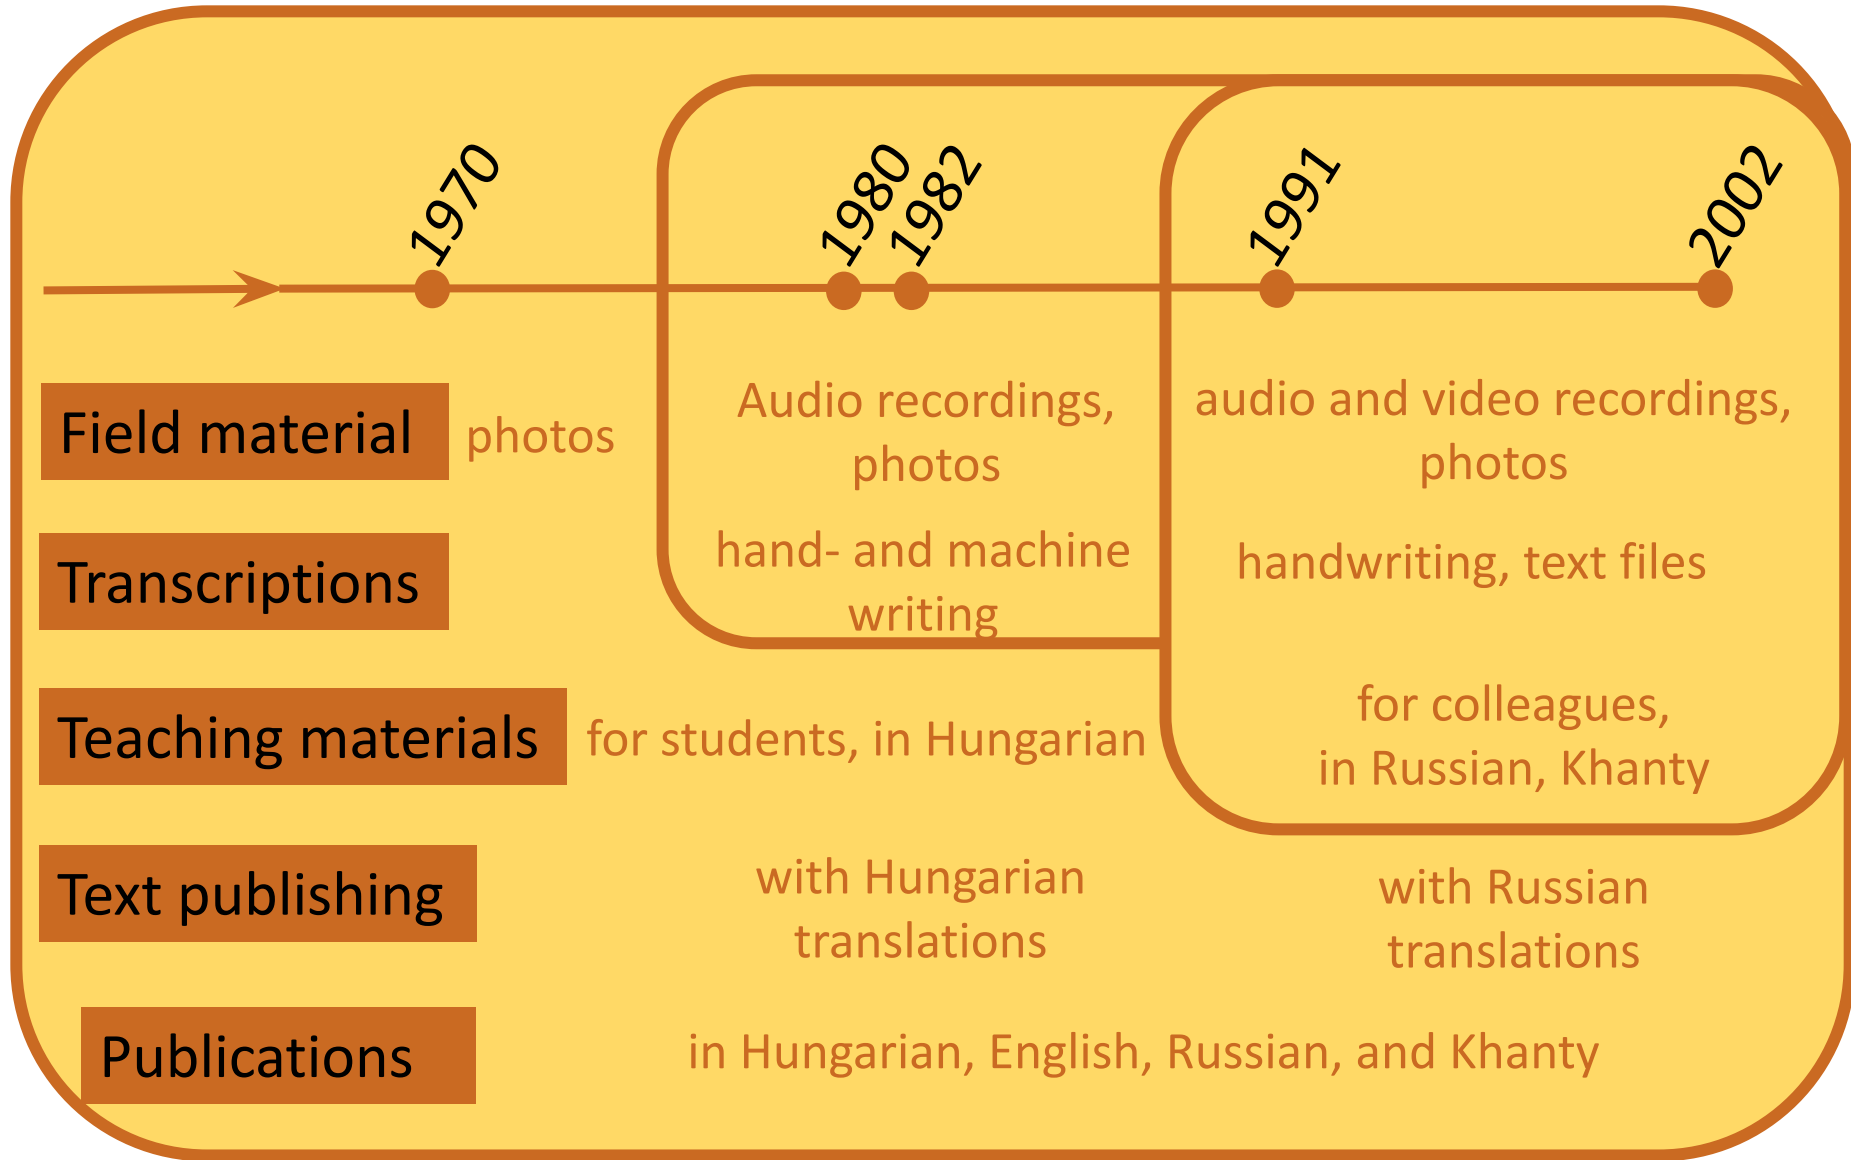 1970
1980
1982
1991
2002
Field material
photos
Audio recordings,
photos
audio and video recordings,
photos
Transcriptions
hand- and machine
writing
handwriting, text files
Teaching materials
for students, in Hungarian
for colleagues,
in Russian, Khanty
Text publishing
with Hungarian
translations
with Russian
translations
Publications
in Hungarian, English, Russian, and Khanty